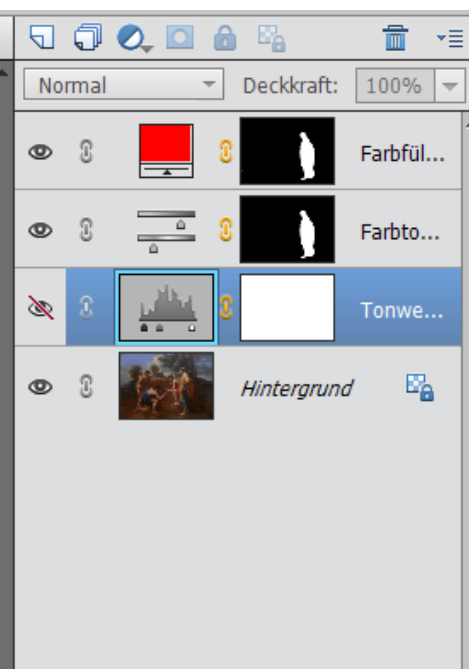 Normal Deckkraft: 100%
Farbfül...
Farbto...
Tonwe...
Hintergrund